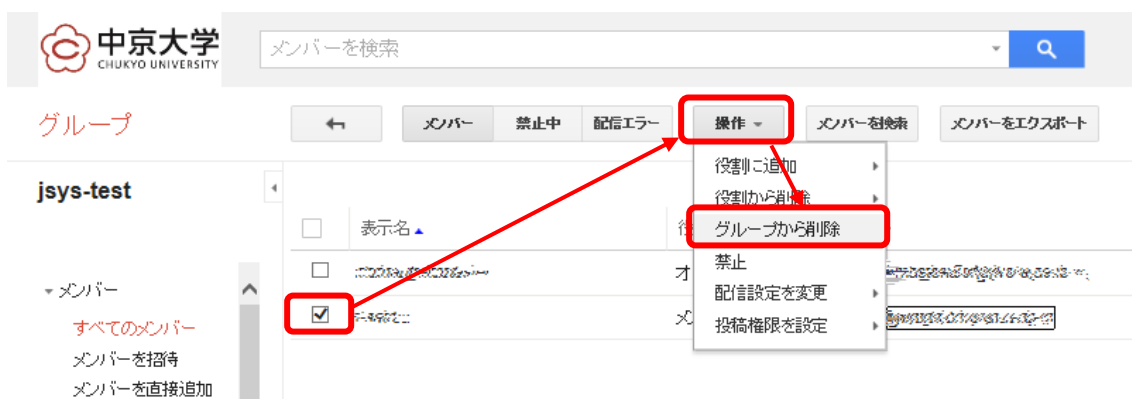 中京大学
CHUKYO UNIVERSITY
メンバーを検索
グループ
メンバー 禁止中 配信エラー 操作 メンバーを検索 メンバーをエクスポート
jsys-test
役割に追加
役割から削除
表示名
グループから削除
オ
禁止
配信設定を変更
メ
投稿権限を設定
メンバー
すべてのメンバー
メンバーを招待
メンバーを直接追加